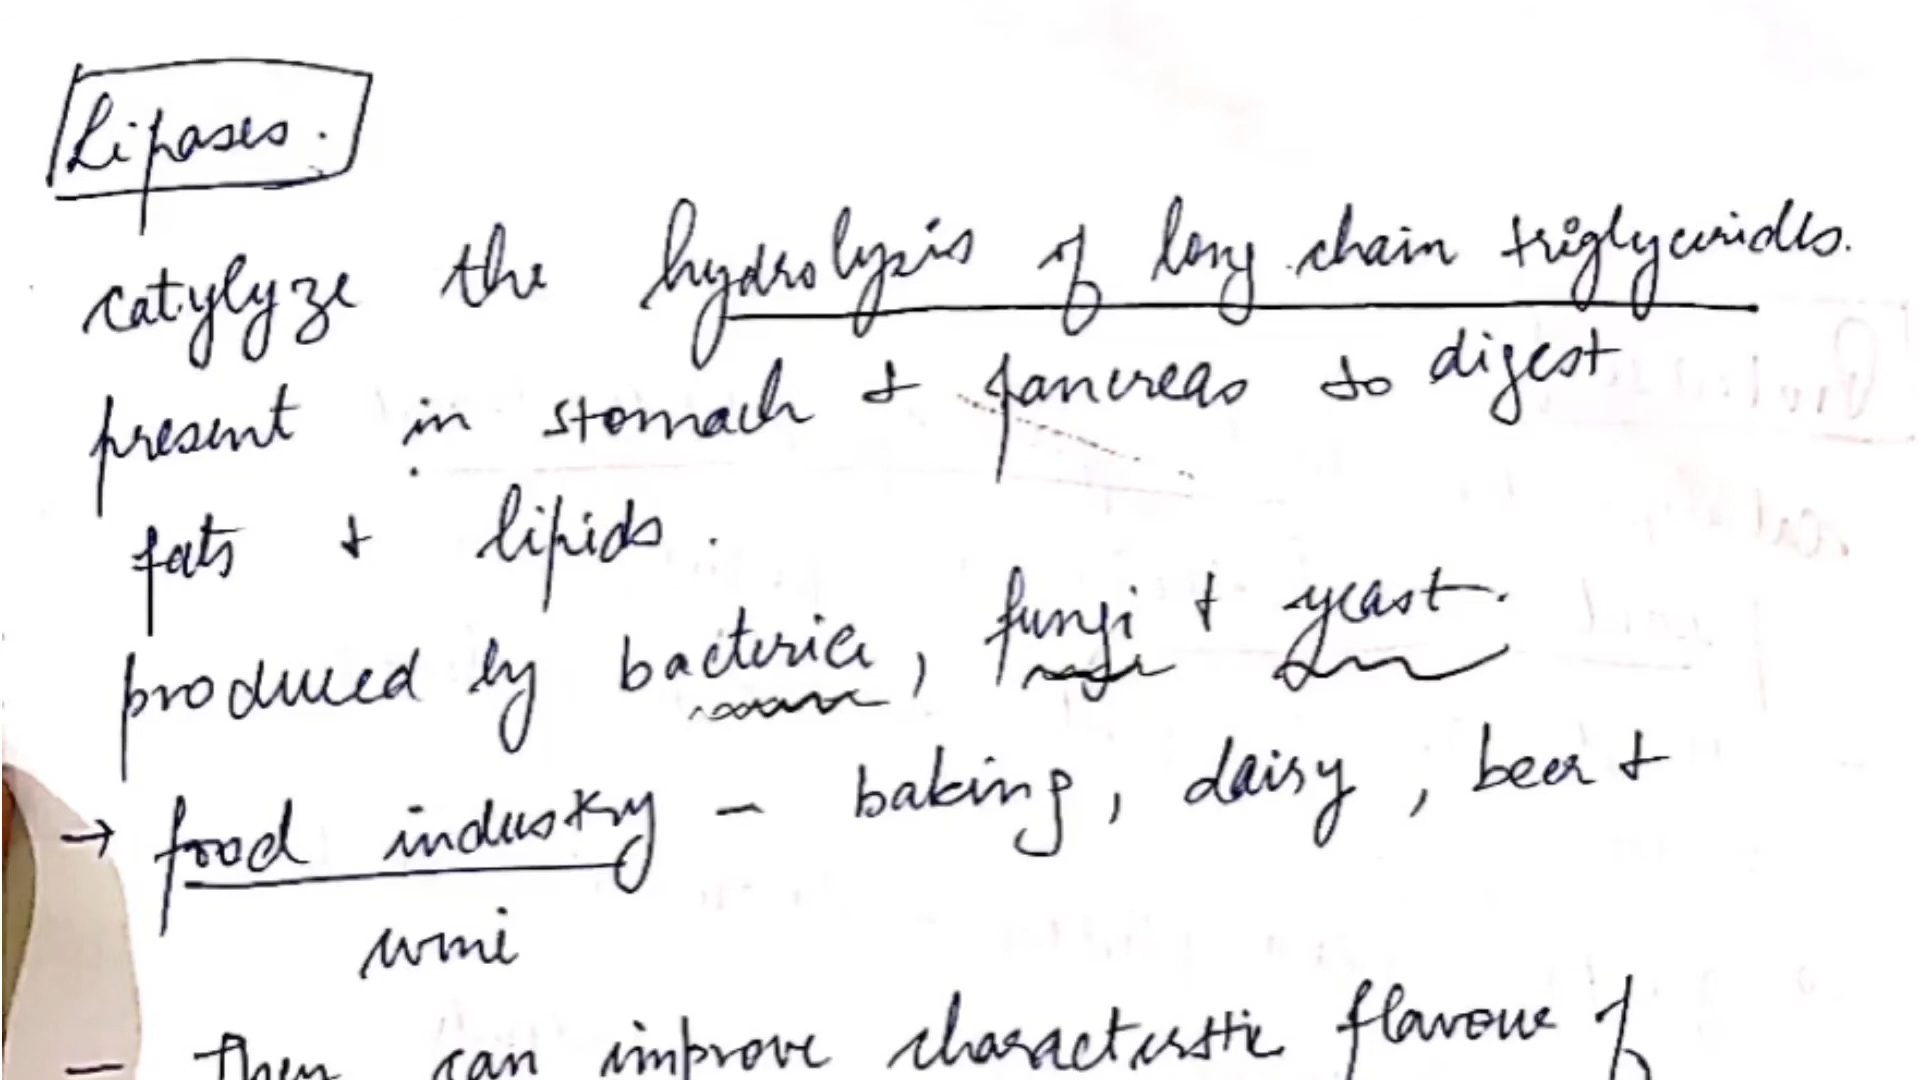 Lipases.
catylyze the hydrolysis of long chain triglycerides.
present in stomach & pancreas to digest
fats & lipids.
produced by bacteria, fungi & yeast.
→ food industry - baking, dairy, beer &
wine
- They can improve characteristic flavour of